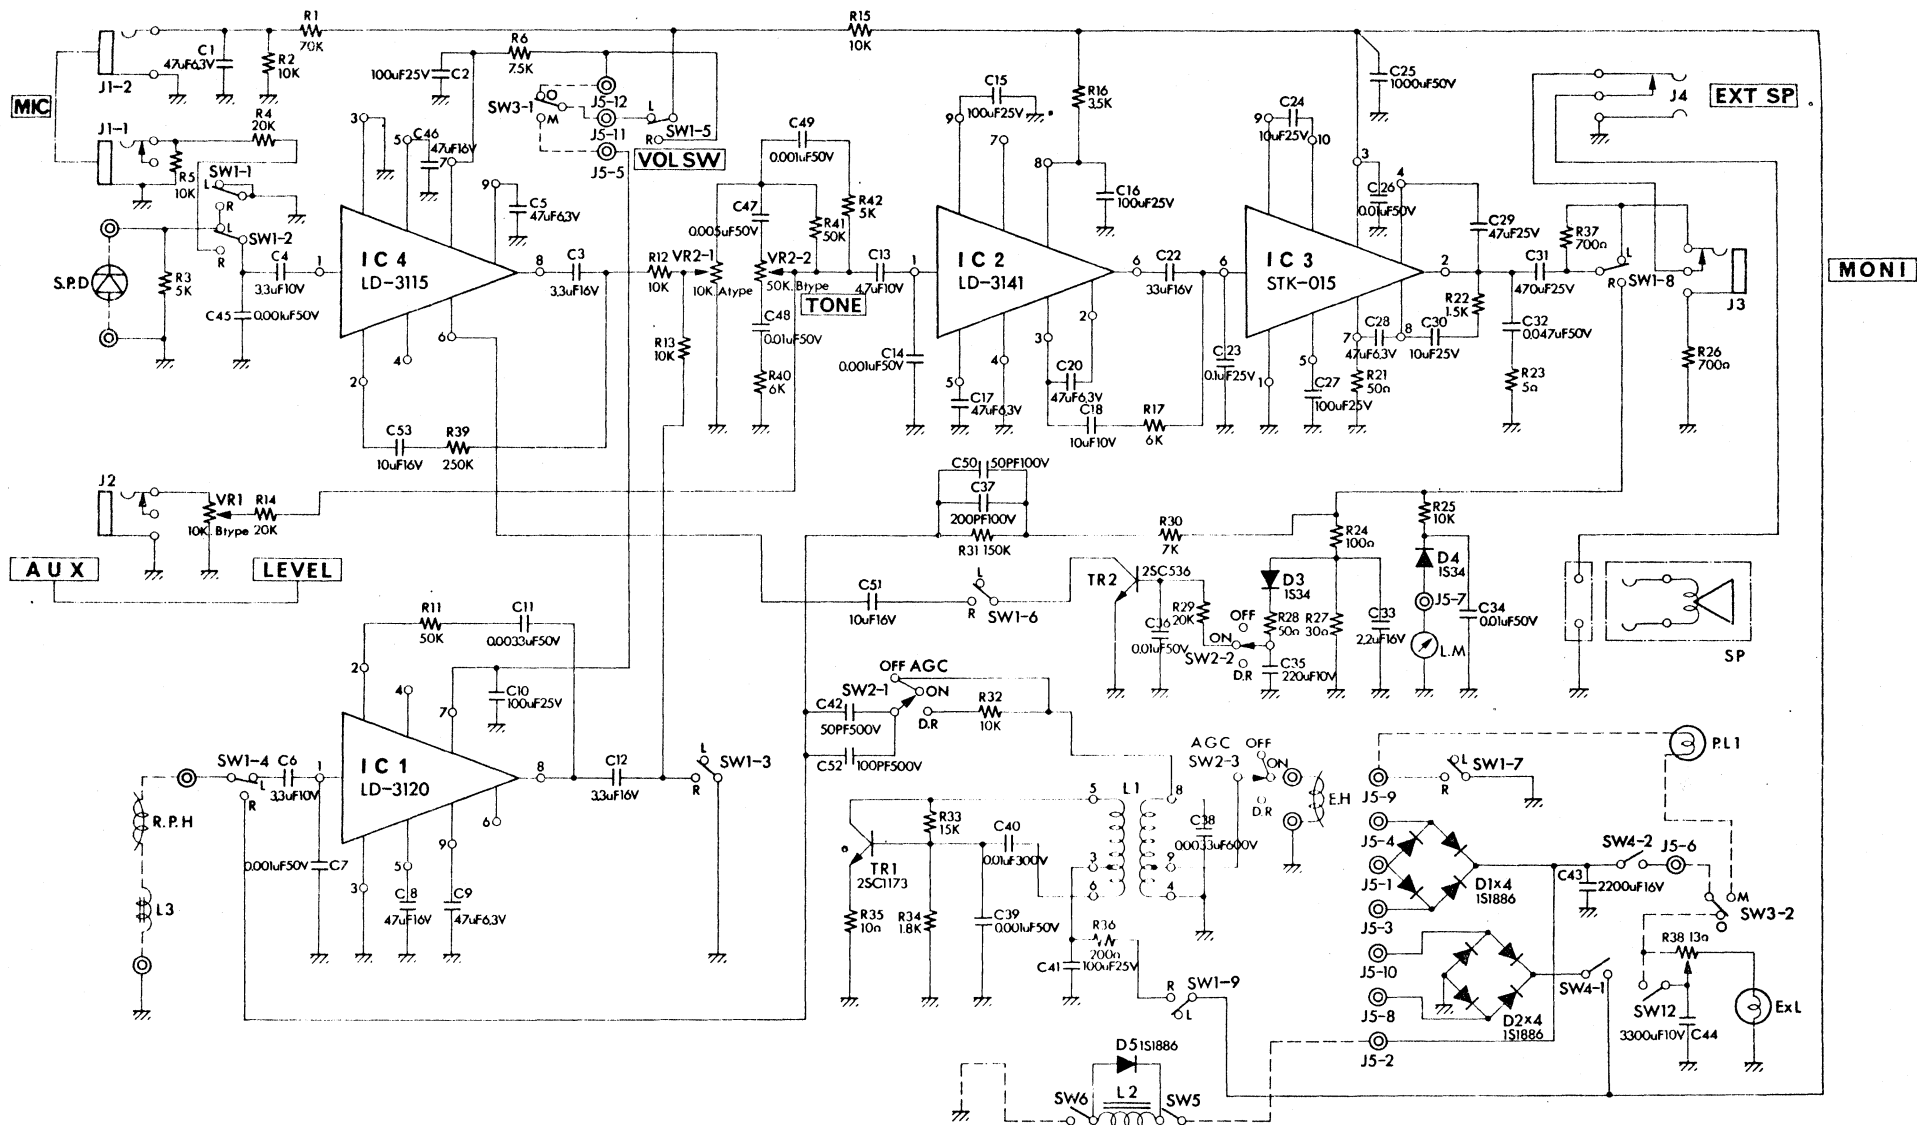 R1
70K
R15
10K
C1
47uF6.3V
R2
10K
J1-2
MIC
R6
7.5K
C2
100uF25V
SW3-1
O
M
J5-12
J5-11
J5-5
L
R
SW1-5
VOL SW
J1-1
R4
20K
R5
10K
SW1-1
L
R
SW1-2
L
R
S.P.D
R3
5K
C4
3.3uF10V
C45
0.001uF50V
3
5
C46
47uF16V
7
9
C5
47uF6.3V
1
IC 4
LD-3115
8
C3
3.3uF16V
6
4
2
C53
10uF16V
R39
250K
R12
10K
VR2-1
10K Atype
R13
10K
C49
0.001uF50V
C47
0.005uF50V
R41
50K
R42
5K
VR2-2
50K Btype
TONE
C48
0.01uF50V
R40
6K
C13
4.7uF10V
C14
0.001uF50V
9
C15
100uF25V
7
8
R16
3.5K
C16
100uF25V
1
IC 2
LD-3141
6
C22
33uF16V
2
3
4
5
C17
47uF6.3V
C20
47uF6.3V
C18
10uF10V
R17
6K
6
C23
0.1uF25V
9
C24
10uF25V
10
3
C25
1000uF50V
C26
0.01uF50V
4
IC 3
STK-015
2
1
5
C27
100uF25V
7
C28
47uF6.3V
8
C30
10uF25V
R21
50Ω
C29
47uF25V
R22
1.5K
C31
470uF25V
C32
0.047uF50V
R23
5Ω
R37
700Ω
L
R
SW1-8
J3
R26
700Ω
J4
EXT SP
MONI
J2
VR1
10K Btype
R14
20K
AUX
LEVEL
C50
50PF100V
C37
200PF100V
R31 150K
R30
7K
R24
100Ω
R25
10K
D4
1S34
J5-7
L.M
C34
0.01uF50V
C51
10uF16V
L
R
SW1-6
TR2
2SC536
C36
0.01uF50V
R29
20K
OFF
ON
SW2-2
D.R
D3
1S34
R28
50Ω
R27
30Ω
C35
220uF10V
C33
2.2uF16V
SP
R11
50K
C11
0.0033uF50V
2
4
7
C10
100uF25V
SW1-4
L
R
C6
3.3uF10V
1
IC 1
LD-3120
8
C12
3.3uF16V
6
9
5
3
C7
0.001uF50V
C8
47uF16V
C9
47uF6.3V
L
R
SW1-3
R.P.H
L3
OFF AGC
SW2-1
ON
D.R
C42
50PF500V
C52
100PF500V
R32
10K
TR1
2SC1173
R33
15K
R35
10Ω
R34
1.8K
C40
0.01uF300V
C39
0.001uF50V
5
L1
8
3
6
9
4
C38
0.0033uF600V
AGC
SW2-3
OFF
ON
D.R
E.H
C41
R36
200Ω
100uF25V
R
L
SW1-9
J5-9
J5-4
J5-1
J5-3
J5-10
J5-8
J5-2
L
R
SW1-7
P.L1
D1×4
1S1886
D2×4
1S1886
C43
2200uF16V
SW4-2
J5-6
SW4-1
M
SW3-2
R38 13Ω
SW12
3300uF10V
C44
ExL
D5 1S1886
SW6
L2
SW5